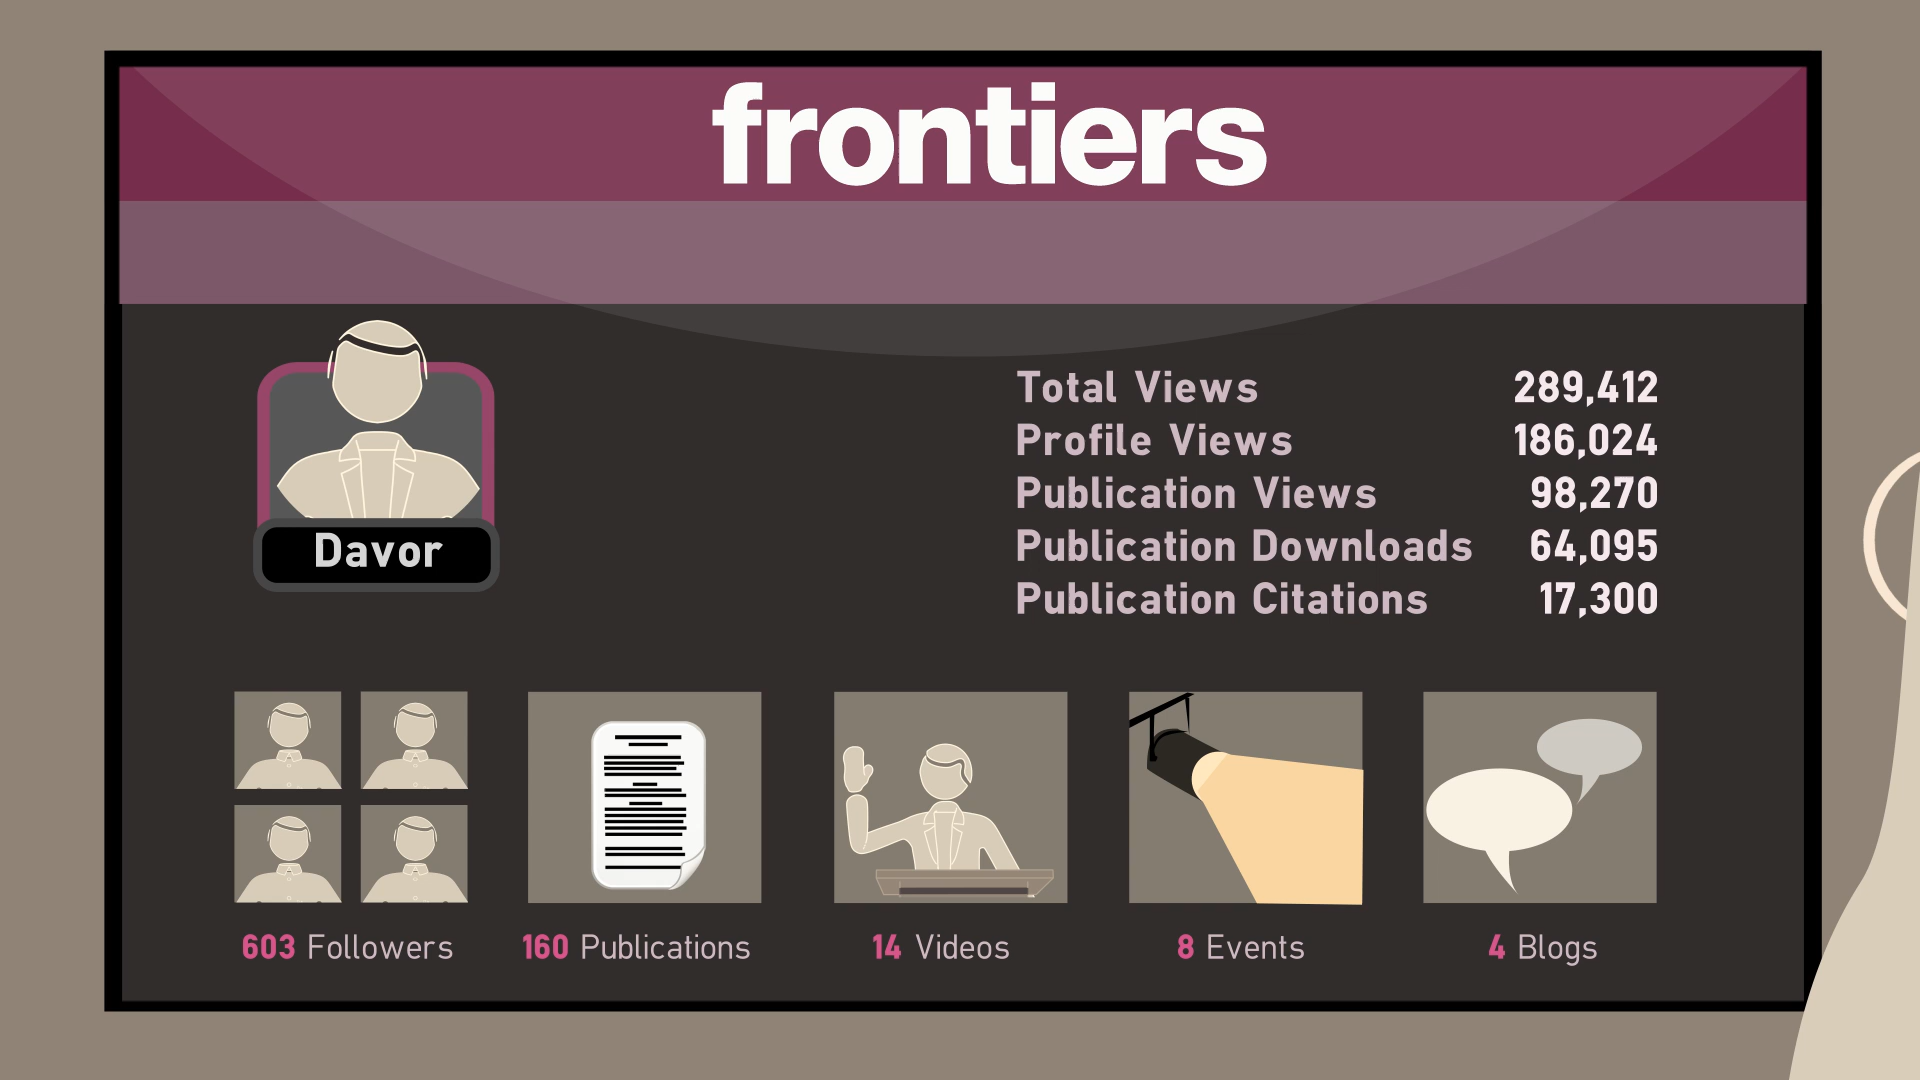 frontiers
Davor
Total Views 289,412
Profile Views 186,024
Publication Views 98,270
Publication Downloads 64,095
Publication Citations 17,300
603 Followers
160 Publications
14 Videos
8 Events
4 Blogs